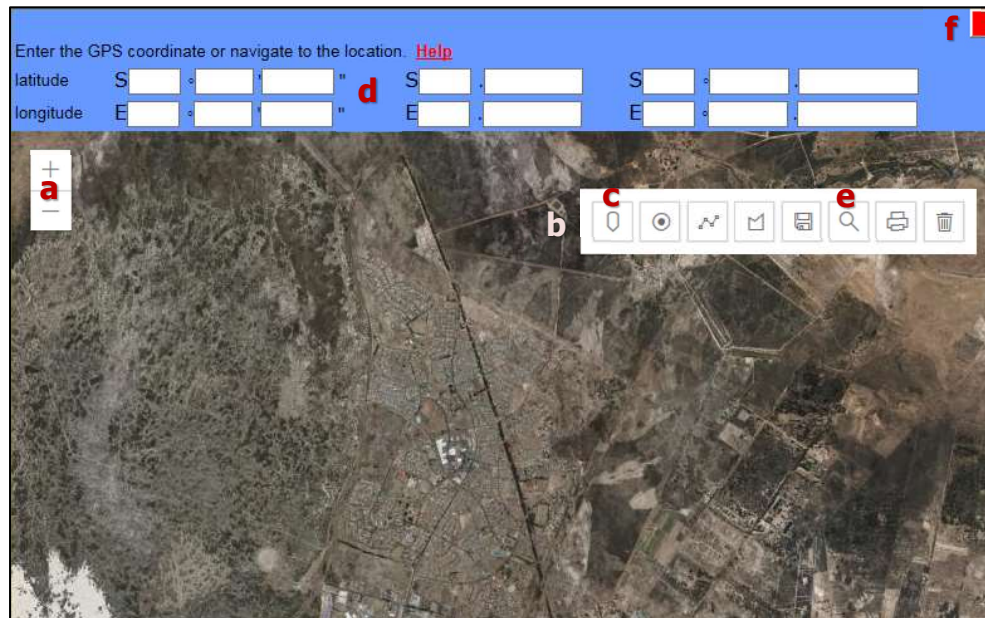 f
Enter the GPS coordinate or navigate to the location. Help
latitude S ° ' " S . S ° .
d
longitude E ° ' " E . E ° .
+
a
−
c e
b